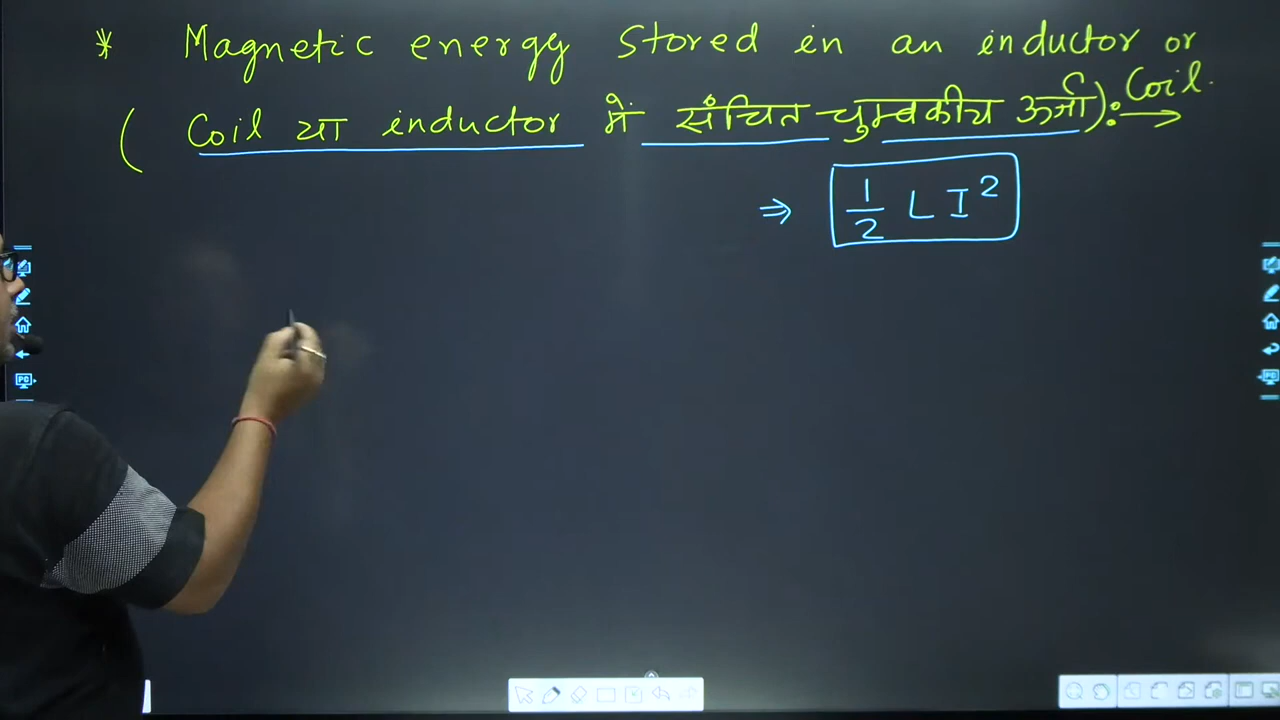 * Magnetic energy stored in an inductor or Coil.
( Coil या inductor में संचित चुम्बकीय ऊर्जा ) : →
⇒ 1/2 L I²